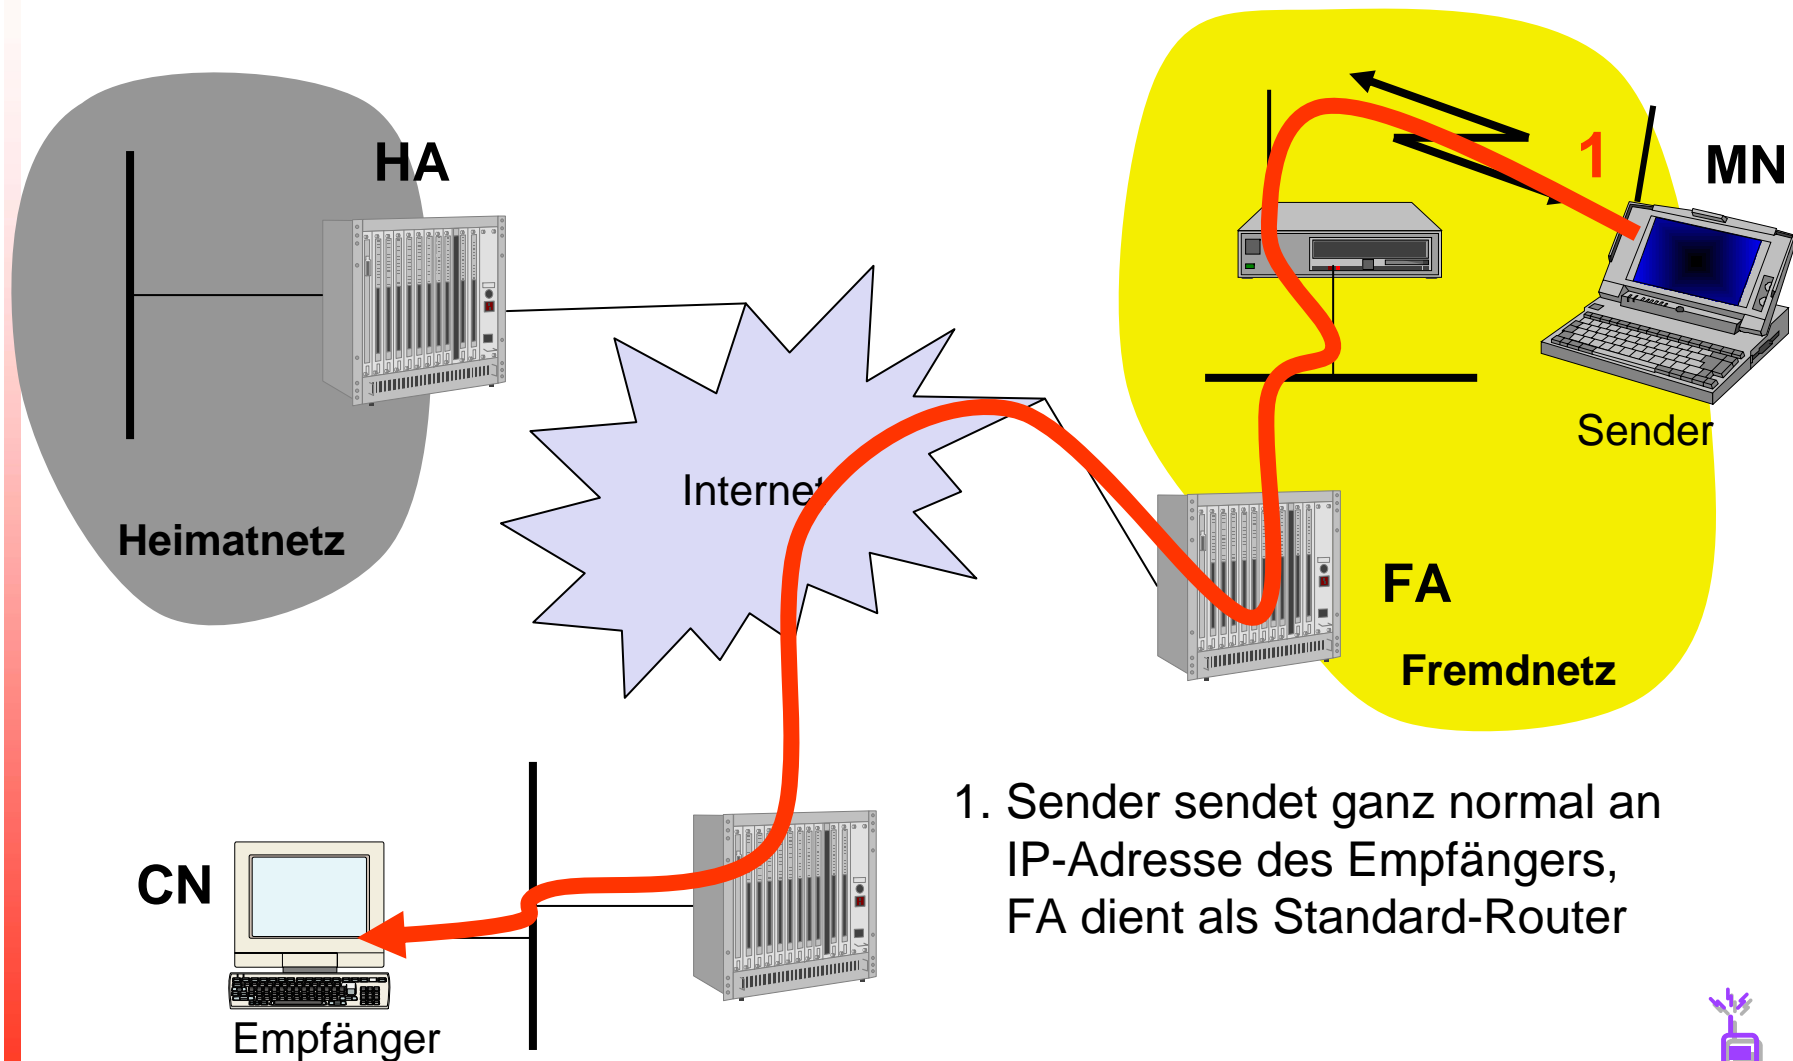 HA
1
MN
Sender
Internet
Heimatnetz
FA
Fremdnetz
1. Sender sendet ganz normal an
IP-Adresse des Empfängers,
FA dient als Standard-Router
CN
Empfänger